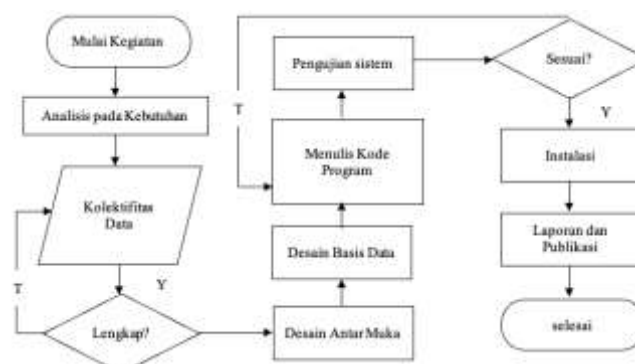 Mulai Kegiatan
Analisis pada Kebutuhan
Kolektifitas
Data
T
Y
Lengkap?
Desain Antar Muka
Desain Basis Data
Menulis Kode
Program
Pengujian sistem
T
Sesuai?
Y
Instalasi
Laporan dan
Publikasi
selesai